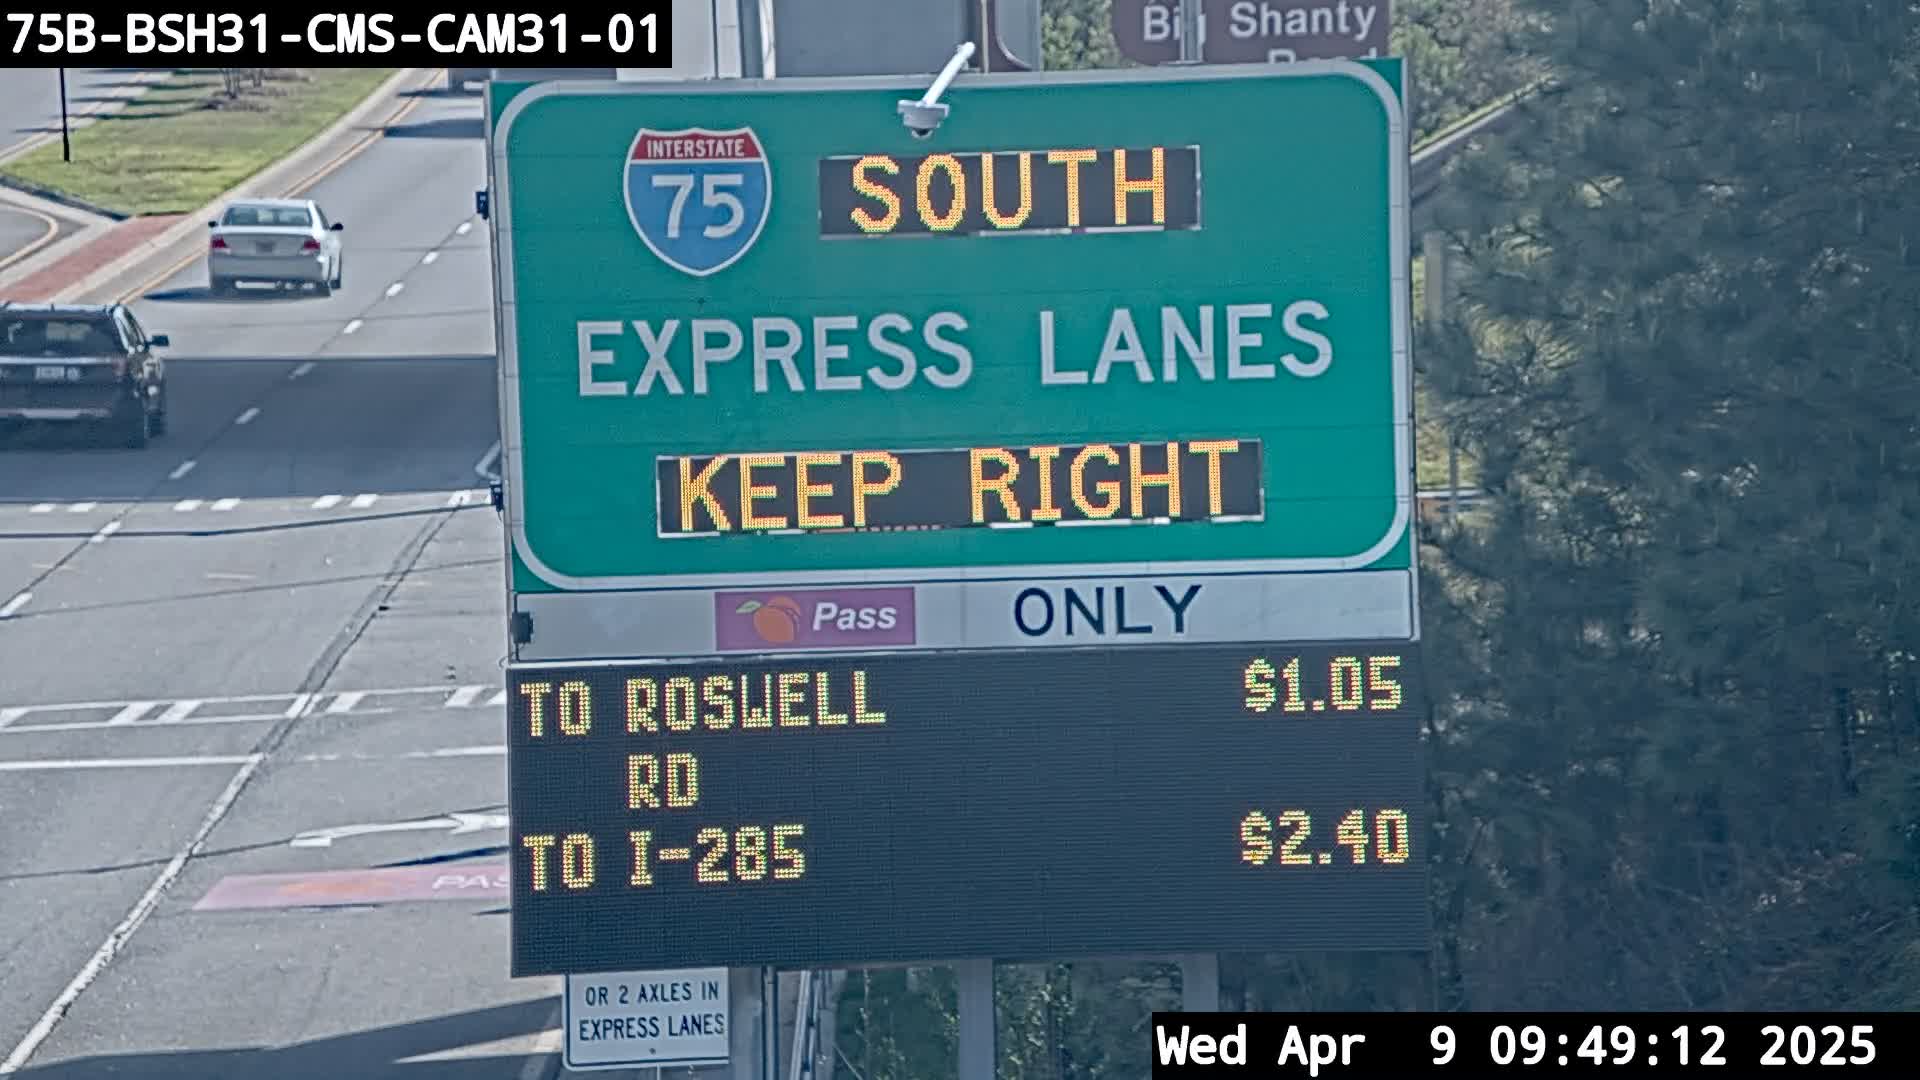 75B-BSH31-CMS-CAM31-01
Big Shanty
Road
INTERSTATE
75
SOUTH
EXPRESS LANES
KEEP RIGHT
Pass ONLY
TO ROSWELL $1.05
RD
TO I-285 $2.40
PAS
OR 2 AXLES IN
EXPRESS LANES
Wed Apr 9 09:49:12 2025